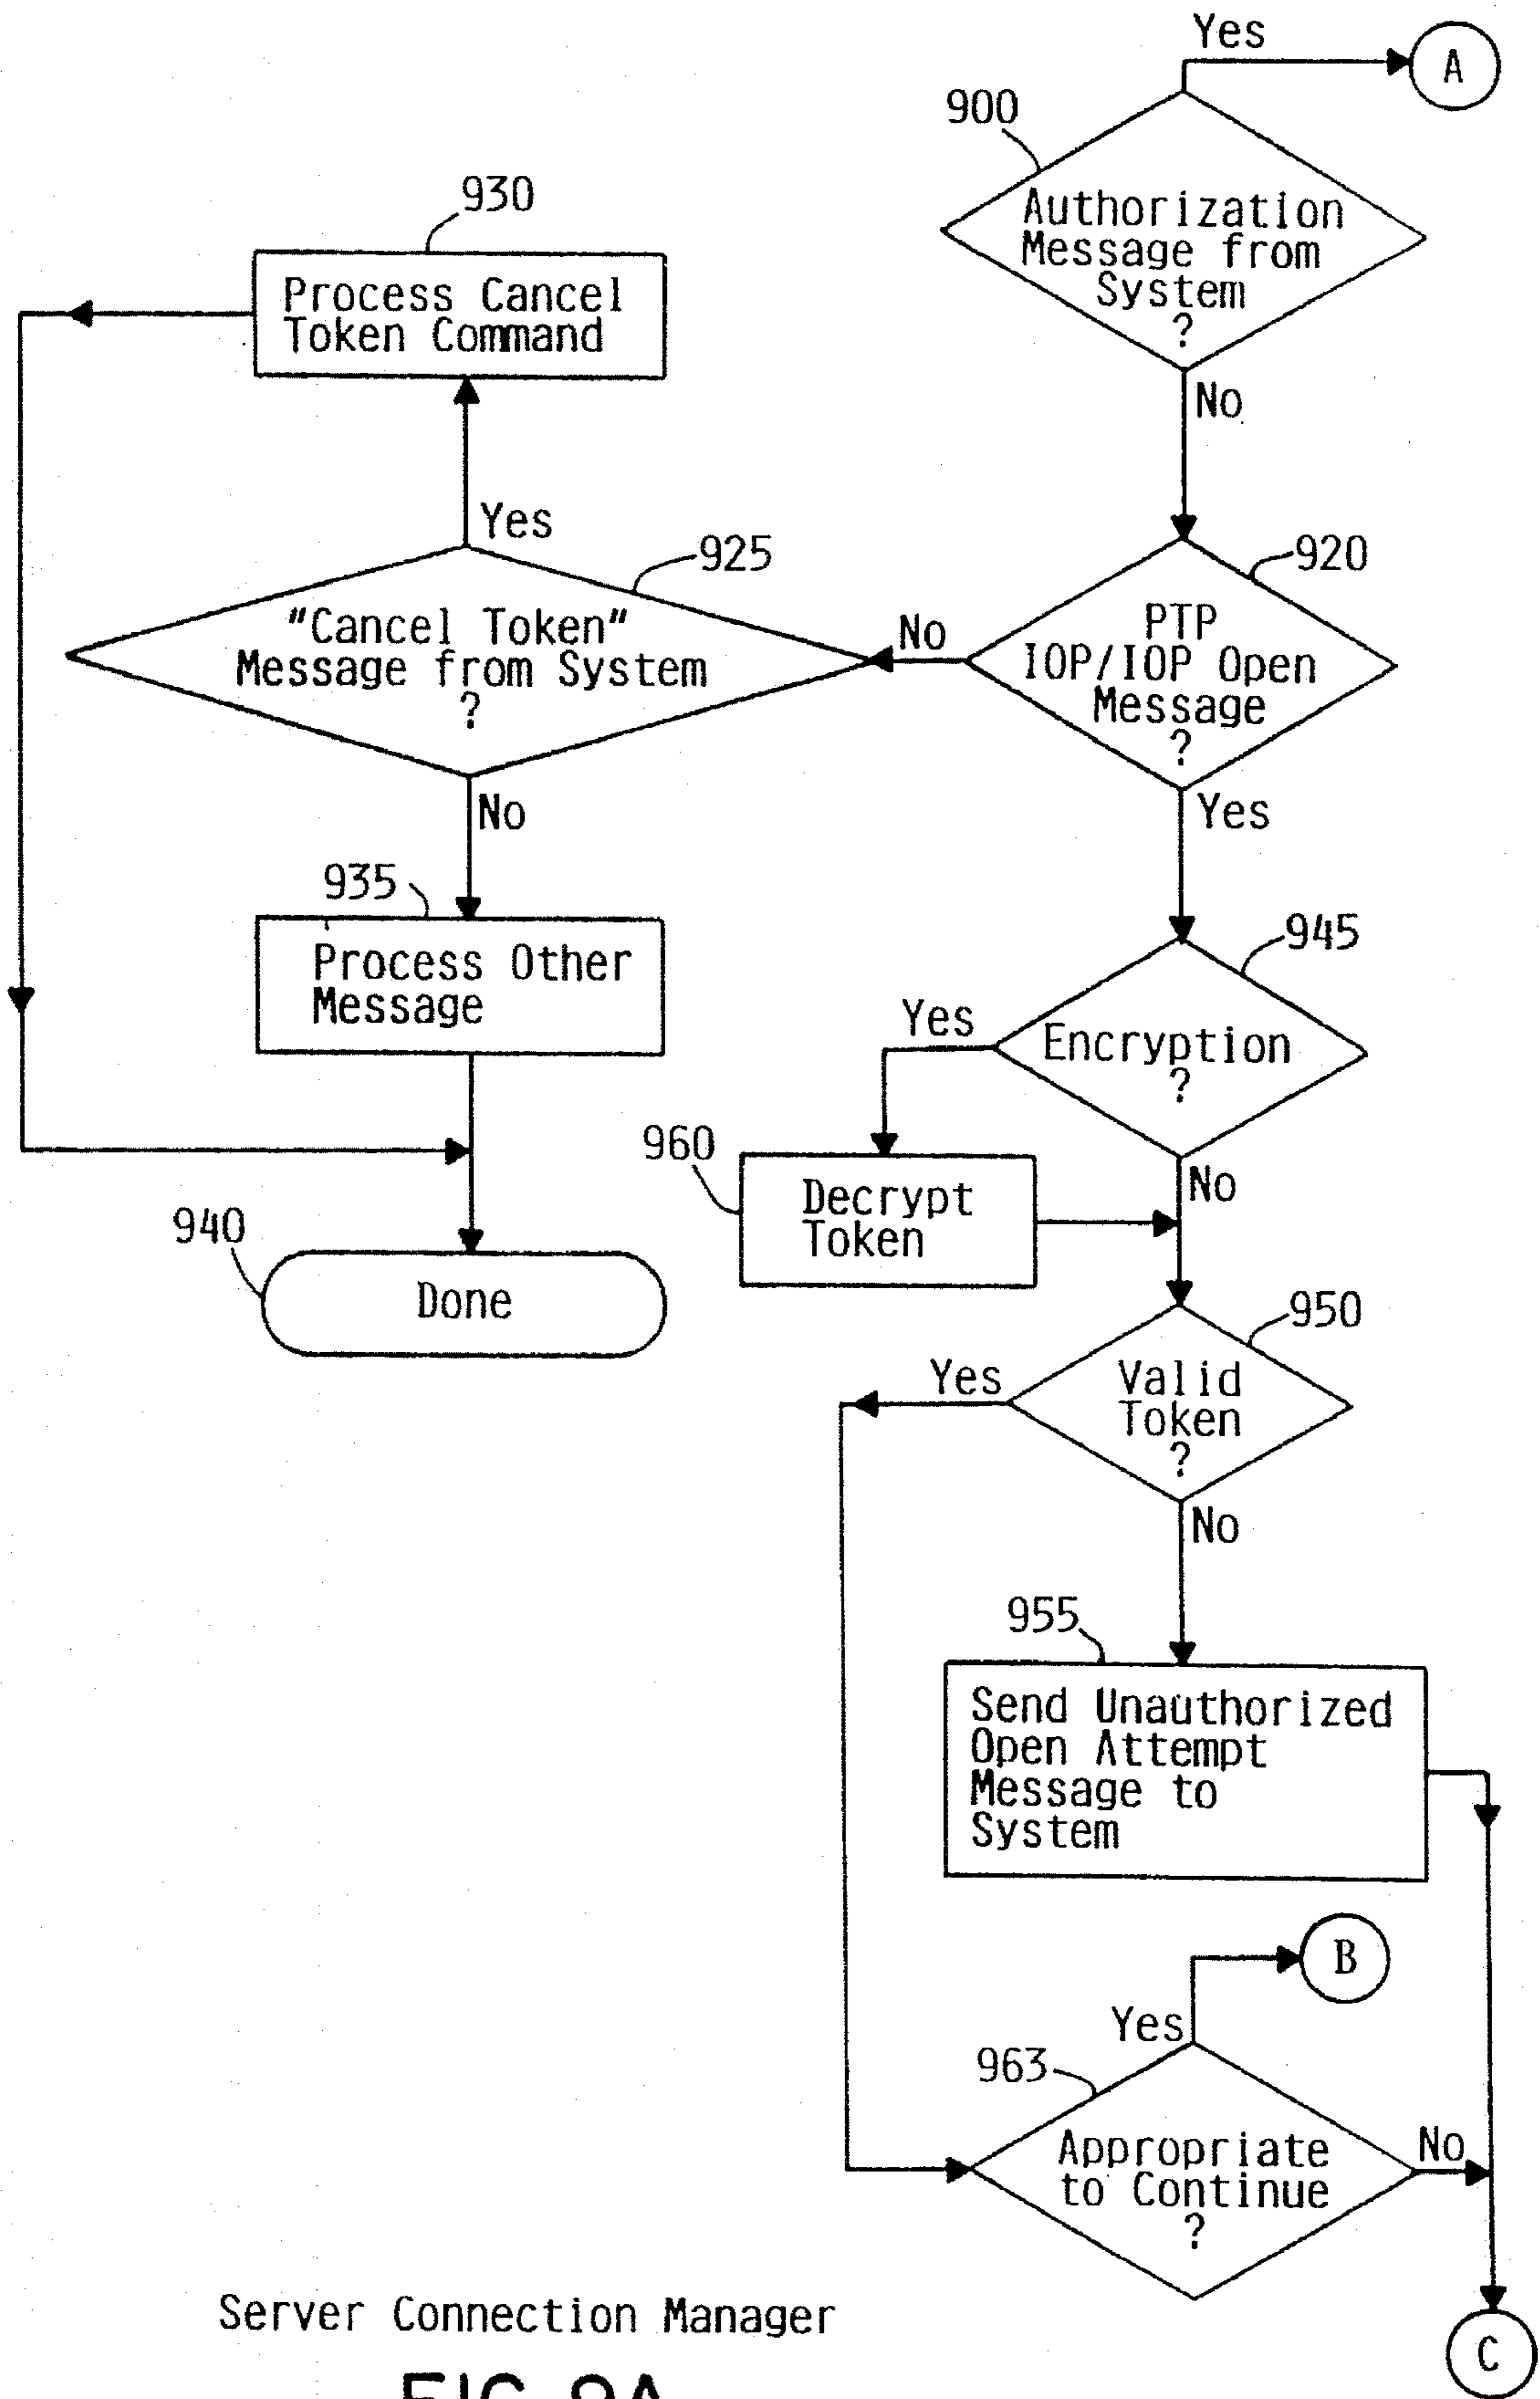 Yes
A
900
Authorization
Message from
System
?
No
930
Process Cancel
Token Command
Yes
925
"Cancel Token"
Message from System
?
No
920
PTP
IOP/IOP Open
Message
?
No
Yes
935
Process Other
Message
945
Encryption
?
Yes
No
960
Decrypt
Token
940
Done
950
Valid
Token
?
Yes
No
955
Send Unauthorized
Open Attempt
Message to
System
B
Yes
963
Appropriate
to Continue
?
No
C
Server Connection Manager
FIG. 9A